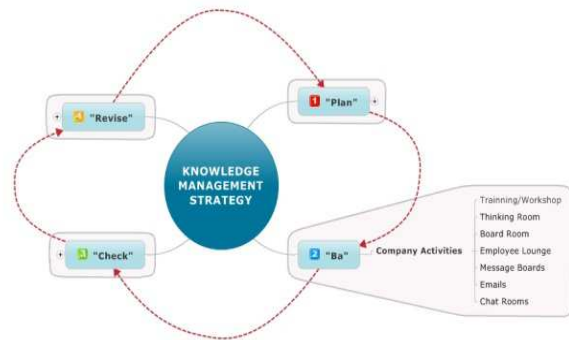 4 "Revise"
1 "Plan"
KNOWLEDGE
MANAGEMENT
STRATEGY
3 "Check"
2 "Ba"
Company Activities
Trainning/Workshop
Thinking Room
Board Room
Employee Lounge
Message Boards
Emails
Chat Rooms